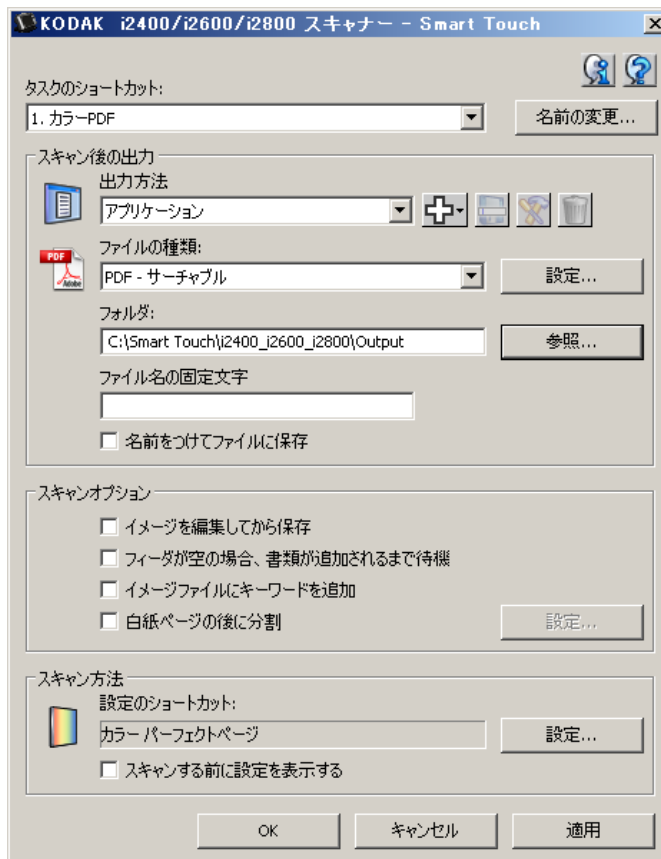 KODAK i2400/i2600/i2800 スキャナー - Smart Touch
タスクのショートカット:
1. カラーPDF
名前の変更...
スキャン後の出力
出力方法
アプリケーション
ファイルの種類:
PDF
Adobe
PDF - サーチャブル
設定...
フォルダ:
C:\Smart Touch\i2400_i2600_i2800\Output
参照...
ファイル名の固定文字
名前をつけてファイルに保存
スキャンオプション
イメージを編集してから保存
フィーダが空の場合、書類が追加されるまで待機
イメージファイルにキーワードを追加
白紙ページの後に分割
設定...
スキャン方法
設定のショートカット:
カラー パーフェクトページ
設定...
スキャンする前に設定を表示する
OK
キャンセル
適用